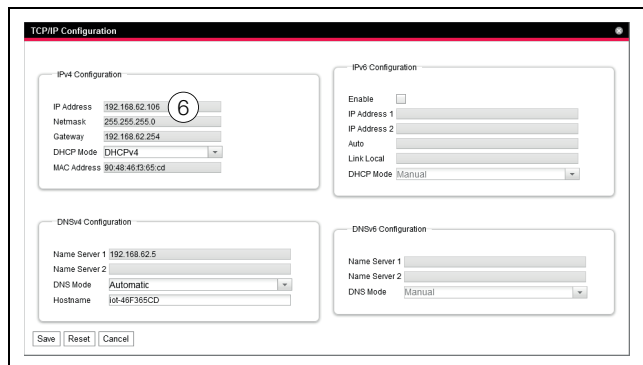 TCP/IP Configuration
IPv4 Configuration
IP Address 192.168.62.106 6
Netmask 255.255.255.0
Gateway 192.168.62.254
DHCP Mode DHCPv4
MAC Address 90:48:46:f3:65:cd
IPv6 Configuration
Enable
IP Address 1
IP Address 2
Auto
Link Local
DHCP Mode Manual
DNSv4 Configuration
Name Server 1 192.168.62.5
Name Server 2
DNS Mode Automatic
Hostname iot-46F365CD
DNSv6 Configuration
Name Server 1
Name Server 2
DNS Mode Manual
Save Reset Cancel